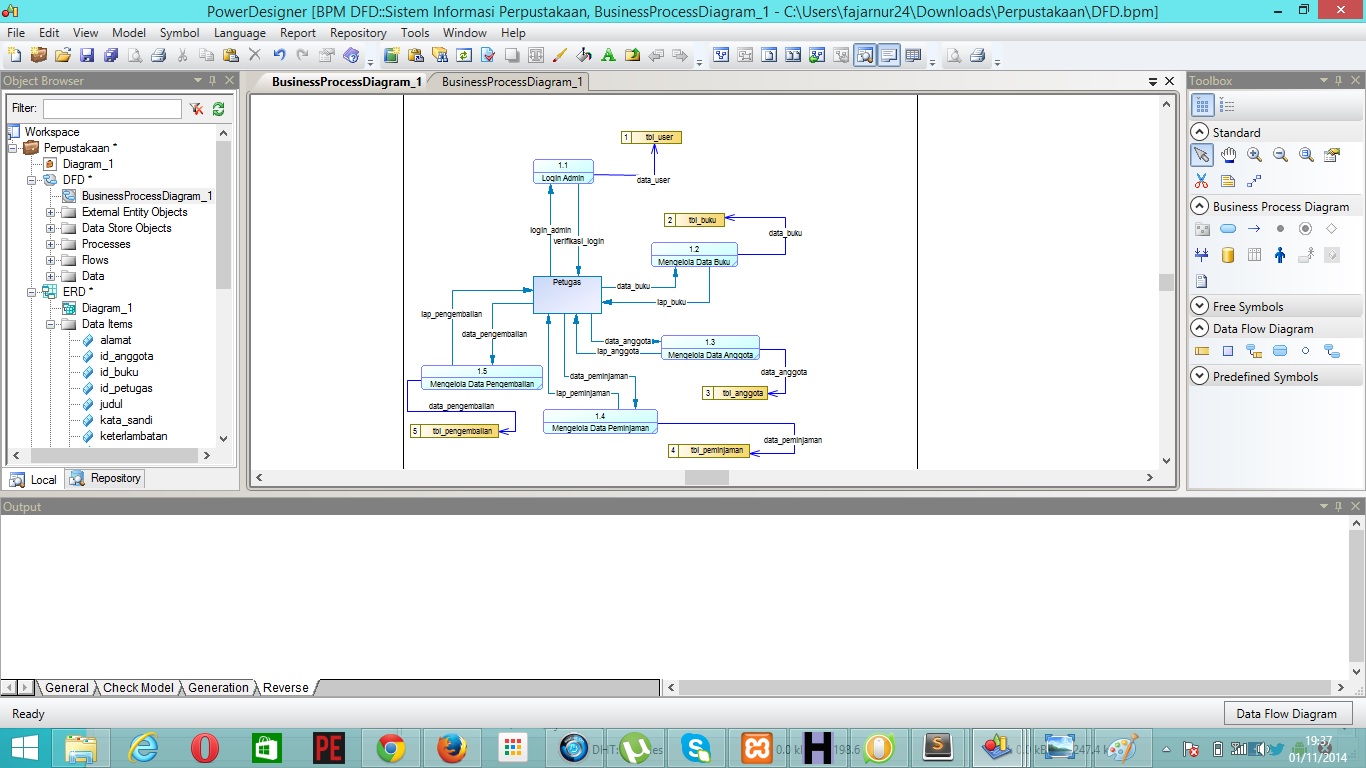 PowerDesigner [BPM DFD::Sistem Informasi Perpustakaan, BusinessProcessDiagram_1 - C:\Users\fajarnur24\Downloads\Perpustakaan\DFD.bpm]
File Edit View Model Symbol Language Report Repository Tools Window Help
Object Browser
Filter:
Workspace
Perpustakaan *
Diagram_1
DFD *
BusinessProcessDiagram_1
External Entity Objects
Data Store Objects
Processes
Flows
Data
ERD *
Diagram_1
Data Items
alamat
id_anggota
id_buku
id_petugas
judul
kata_sandi
keterlambatan
Local Repository
BusinessProcessDiagram_1 BusinessProcessDiagram_1
1 tbl_user
1.1
Login Admin
data_user
2 tbl_buku
login_admin
verifikasi_login
data_buku
1.2
Mengelola Data Buku
Petugas
data_buku
lap_buku
lap_pengembalian
data_pengembalian
data_anggota
lap_anggota
1.3
Mengelola Data Anggota
data_anggota
1.5
Mengelola Data Pengembalian
data_peminjaman
lap_peminjaman
3 tbl_anggota
data_pengembalian
1.4
Mengelola Data Peminjaman
5 tbl_pengembalian
data_peminjaman
4 tbl_peminjaman
Toolbox
Standard
Business Process Diagram
Free Symbols
Data Flow Diagram
Predefined Symbols
Output
General Check Model Generation Reverse
Ready
Data Flow Diagram
PE
19:37
01/11/2014